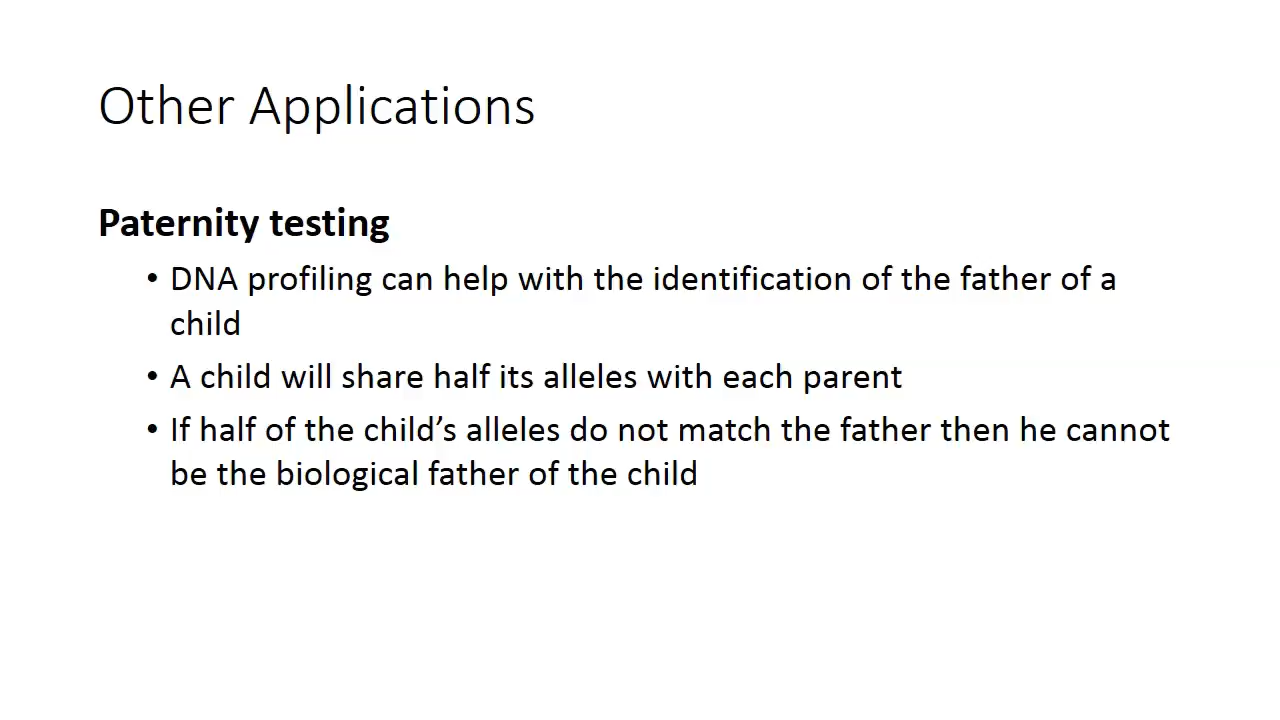 Other Applications
Paternity testing
• DNA profiling can help with the identification of the father of a
child
• A child will share half its alleles with each parent
• If half of the child’s alleles do not match the father then he cannot
be the biological father of the child